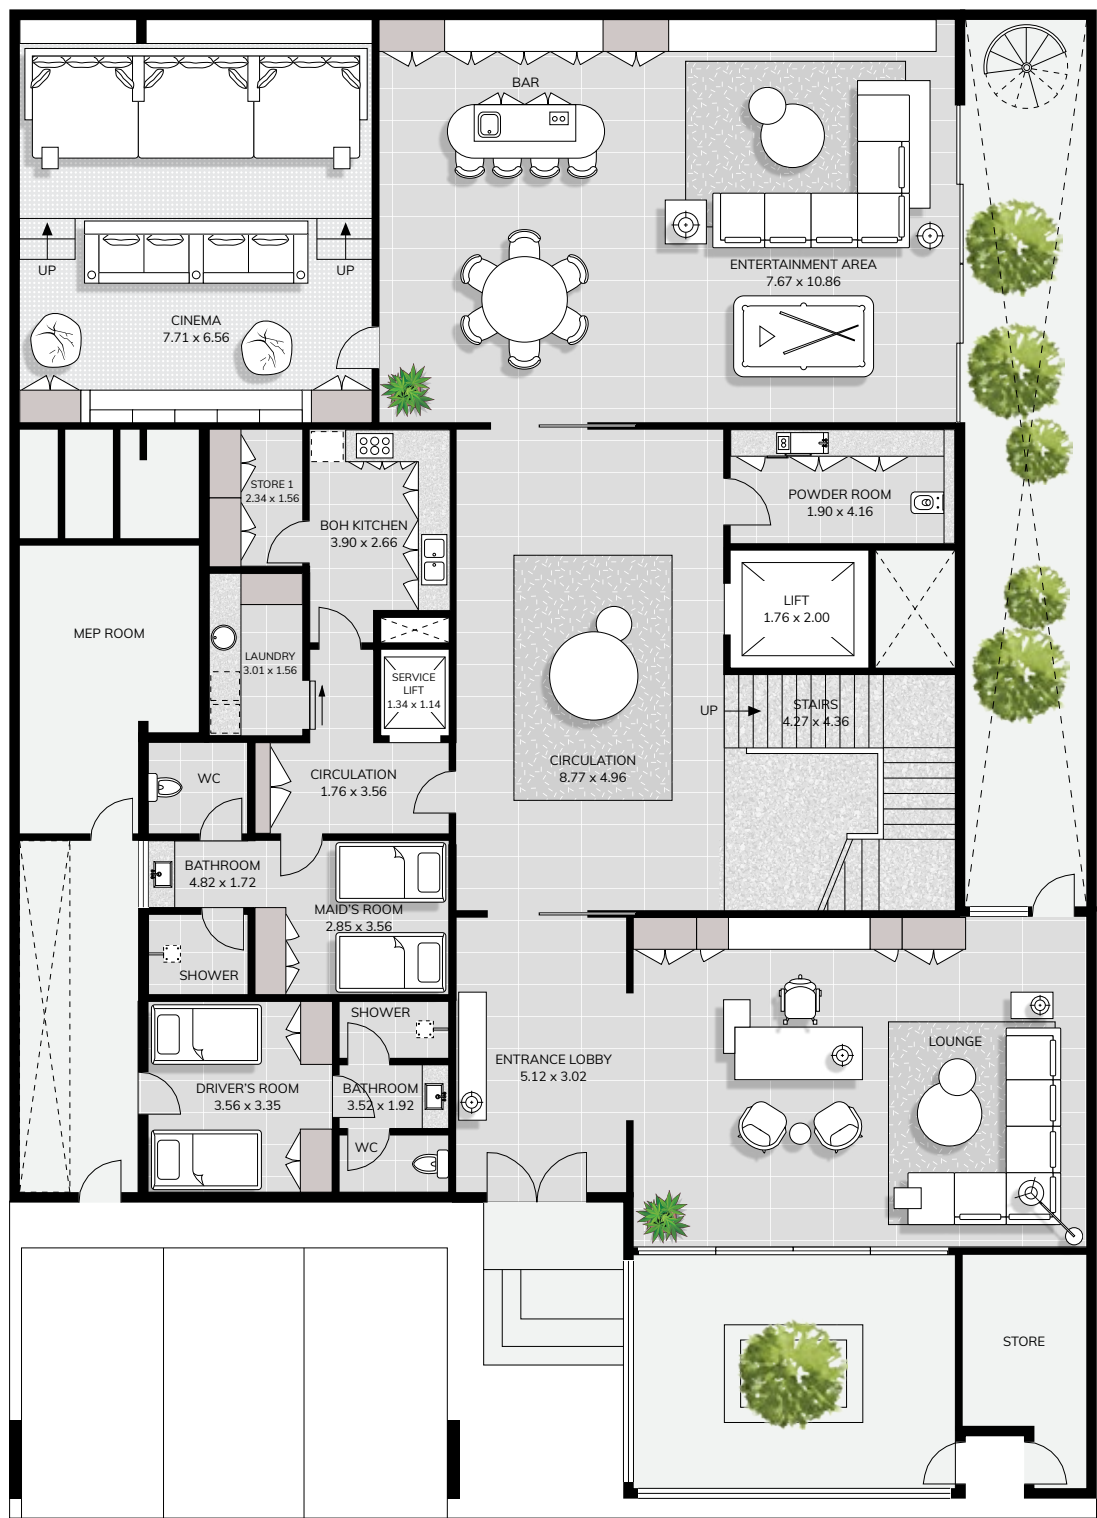 BAR
UP
UP
ENTERTAINMENT AREA
7.67 x 10.86
CINEMA
7.71 x 6.56
STORE 1
2.34 x 1.56
BOH KITCHEN
3.90 x 2.66
POWDER ROOM
1.90 x 4.16
LIFT
1.76 x 2.00
MEP ROOM
LAUNDRY
3.01 x 1.56
SERVICE
LIFT
1.34 x 1.14
UP
STAIRS
4.27 x 4.36
CIRCULATION
8.77 x 4.96
WC
CIRCULATION
1.76 x 3.56
BATHROOM
4.82 x 1.72
MAID'S ROOM
2.85 x 3.56
SHOWER
SHOWER
LOUNGE
ENTRANCE LOBBY
5.12 x 3.02
DRIVER'S ROOM
3.56 x 3.35
BATHROOM
3.52 x 1.92
WC
STORE